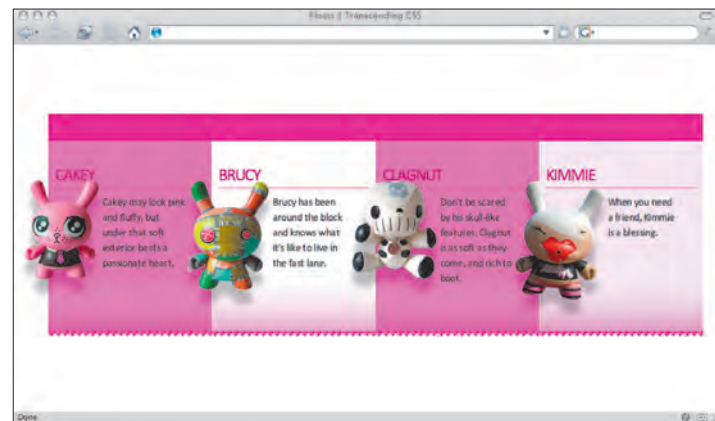 Floats || Transcending CSS
CAKEY
Cakey may look pink
and fluffy, but
under that soft
exterior beats a
passionate heart.
BRUCY
Brucy has been
around the block
and knows what
it's like to live in
the fast lane.
CLAGNUT
Don't be scared
by his skull-like
features. Clagnut
is as soft as they
come, and rich to
boot.
KIMMIE
When you need
a friend, Kimmie
is a blessing.
Done